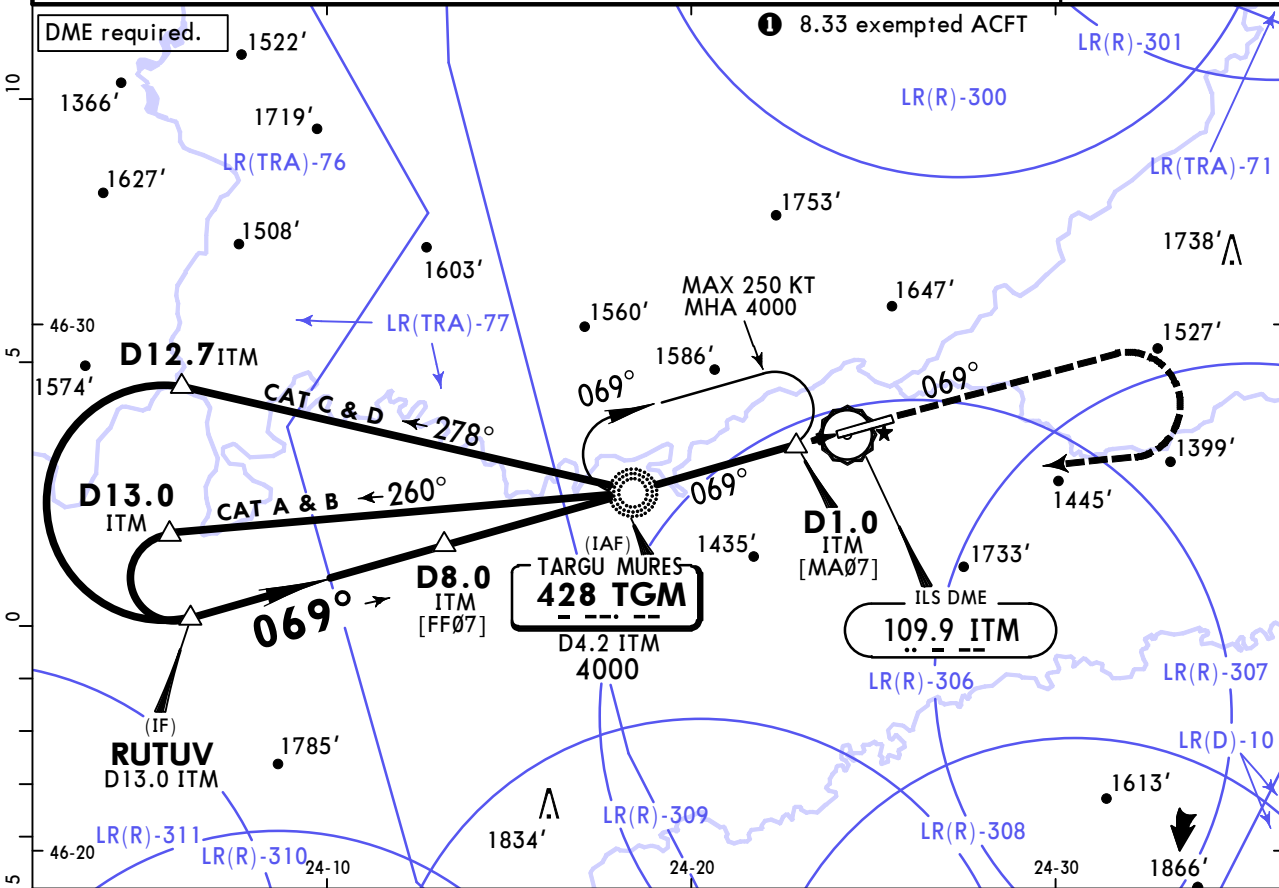 DME required.
❶ 8.33 exempted ACFT
1522'
LR(R)-301
10
1366'
LR(R)-300
1719'
LR(TRA)-76
LR(TRA)-71
1627'
1753'
1508'
1738'
1603'
MAX 250 KT
MHA 4000
1647'
1560'
46-30
LR(TRA)-77
1527'
5
D12.7 ITM
1586'
1574'
069°
069°
CAT C & D
278°
1399'
D13.0
ITM
CAT A & B
260°
069°
1445'
D1.0
ITM
[MAØ7]
1435'
1733'
(IAF)
TARGU MURES
428 TGM
D4.2 ITM
4000
D8.0
ITM
[FFØ7]
069°
ILS DME
109.9 ITM
0
LR(R)-306
LR(R)-307
(IF)
RUTUV
D13.0 ITM
1785'
LR(D)-10
1613'
1834'
LR(R)-309
LR(R)-308
LR(R)-311
LR(R)-310
46-20
24-10
24-20
24-30
1866'
5